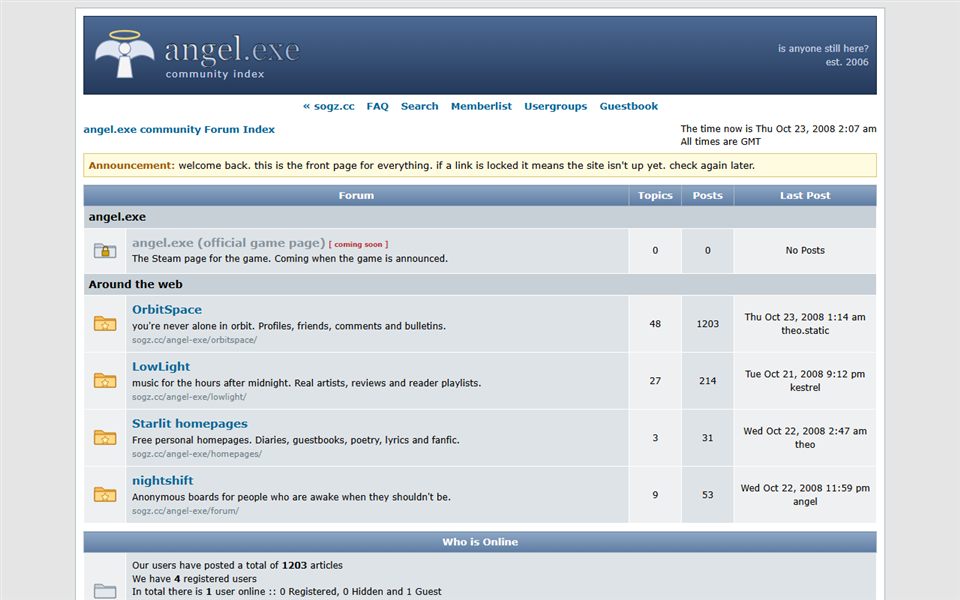 angel.exe
community index
is anyone still here?
est. 2006
« sogz.cc FAQ Search Memberlist Usergroups Guestbook
angel.exe community Forum Index
The time now is Thu Oct 23, 2008 2:07 am
All times are GMT
Announcement: welcome back. this is the front page for everything. if a link is locked it means the site isn't up yet. check again later.
Forum Topics Posts Last Post
angel.exe
angel.exe (official game page) [ coming soon ]
The Steam page for the game. Coming when the game is announced.
0 0 No Posts
Around the web
OrbitSpace
you're never alone in orbit. Profiles, friends, comments and bulletins.
sogz.cc/angel-exe/orbitspace/
48 1203 Thu Oct 23, 2008 1:14 am
theo.static
LowLight
music for the hours after midnight. Real artists, reviews and reader playlists.
sogz.cc/angel-exe/lowlight/
27 214 Tue Oct 21, 2008 9:12 pm
kestrel
Starlit homepages
Free personal homepages. Diaries, guestbooks, poetry, lyrics and fanfic.
sogz.cc/angel-exe/homepages/
3 31 Wed Oct 22, 2008 2:47 am
theo
nightshift
Anonymous boards for people who are awake when they shouldn't be.
sogz.cc/angel-exe/forum/
9 53 Wed Oct 22, 2008 11:59 pm
angel
Who is Online
Our users have posted a total of 1203 articles
We have 4 registered users
In total there is 1 user online :: 0 Registered, 0 Hidden and 1 Guest